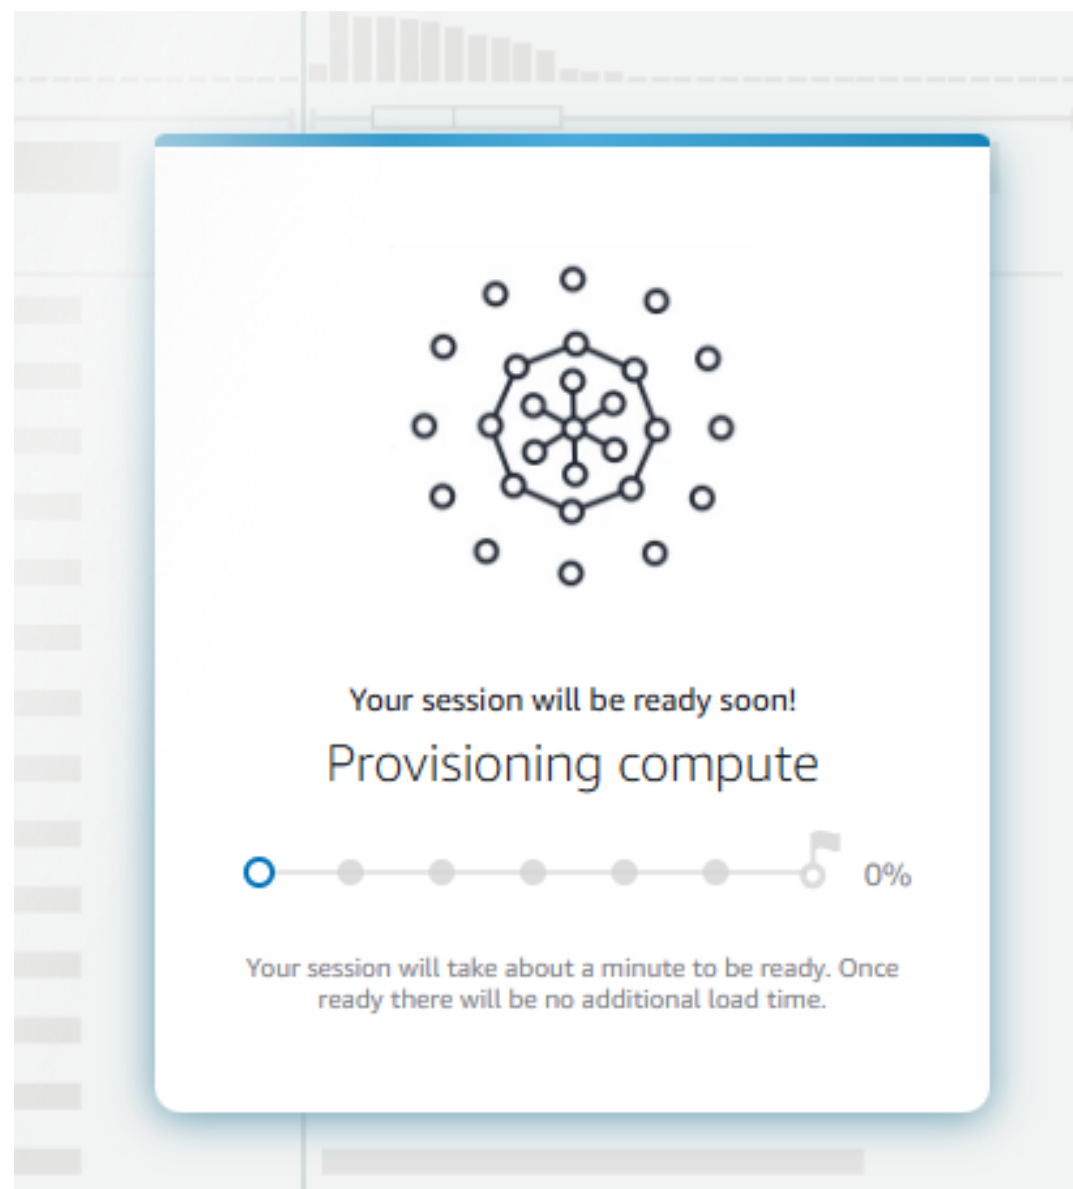 Your session will be ready soon!
Provisioning compute
0%
Your session will take about a minute to be ready. Once
ready there will be no additional load time.